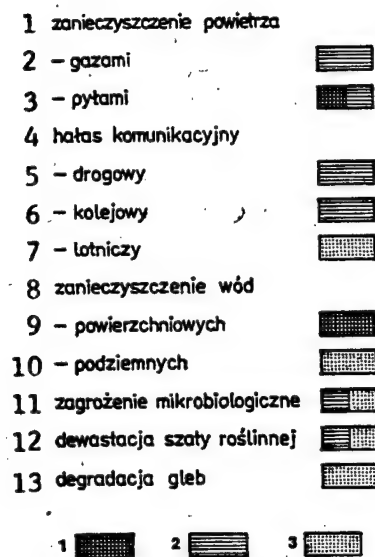 1 zanieczyszczenie powietrza
2 – gazami
3 – pyłami
4 hałas komunikacyjny
5 – drogowy
6 – kolejowy
7 – lotniczy
8 zanieczyszczenie wód
9 – powierzchniowych
10 – podziemnych
11 zagrożenie mikrobiologiczne
12 dewastacja szaty roślinnej
13 degradacja gleb
1 2 3